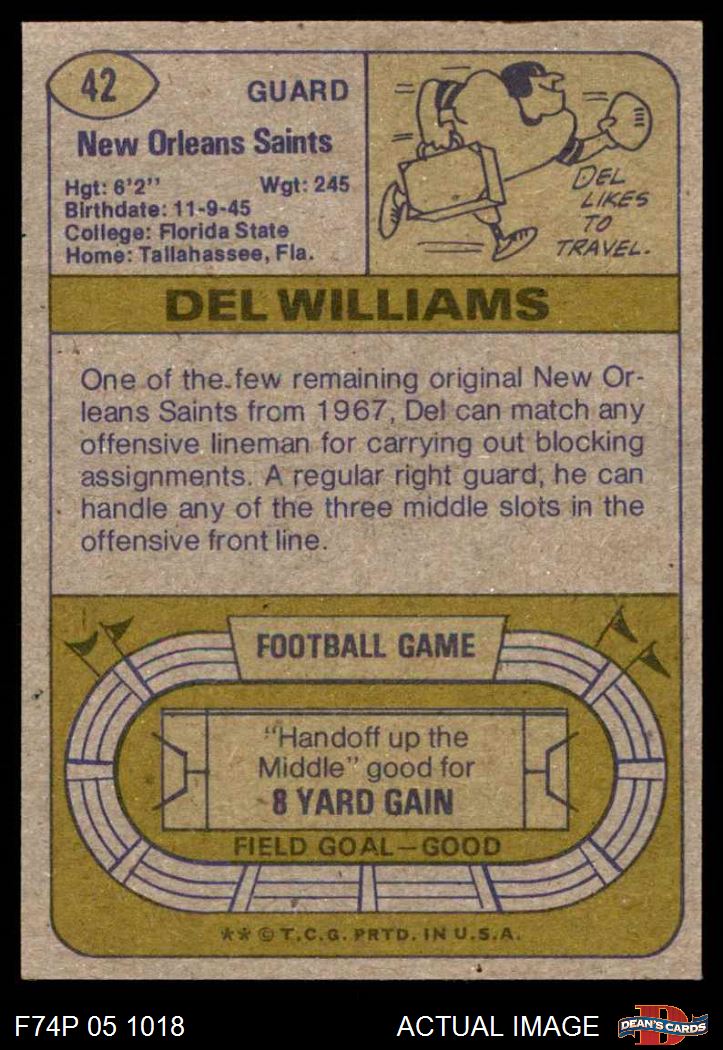 42
GUARD
New Orleans Saints
Hgt: 6'2" Wgt: 245
Birthdate: 11-9-45
College: Florida State
Home: Tallahassee, Fla.
DEL
LIKES
TO
TRAVEL.
DEL WILLIAMS
One of the few remaining original New Or-
leans Saints from 1967, Del can match any
offensive lineman for carrying out blocking
assignments. A regular right guard, he can
handle any of the three middle slots in the
offensive front line.
FOOTBALL GAME
"Handoff up the
Middle" good for
8 YARD GAIN
FIELD GOAL—GOOD
** © T.C.G. PRTD. IN U.S.A.
F74P 05 1018 ACTUAL IMAGE
DEAN'S CARDS